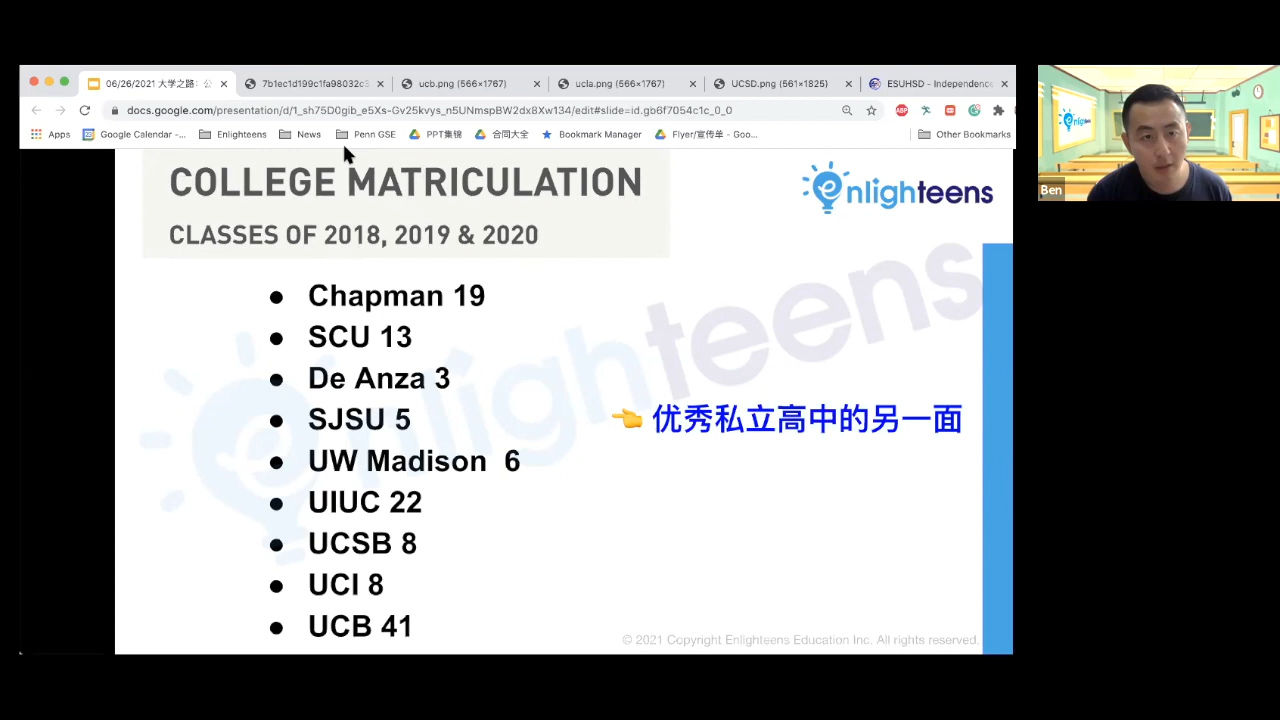 06/26/2021 大学之路：公
7b1ec1d199c1fa98832c3
ucb.png (566×1767)
ucla.png (566×1767)
UCSD.png (561×1825)
ESUHSD - Independence
docs.google.com/presentation/d/1_sh75D0gib_e5Xs-Gv25kvys_n5UNmspBW2dx8Xw134/edit#slide=id.gb6f7054c1c_0_0
Apps
Google Calendar -...
Enlighteens
News
Penn GSE
PPT集锦
合同大全
Bookmark Manager
Flyer/宣传单 - Goo...
Other Bookmarks
COLLEGE MATRICULATION
CLASSES OF 2018, 2019 & 2020
enlighteens
Ben
enlighteens
• Chapman 19
• SCU 13
• De Anza 3
• SJSU 5
👈 优秀私立高中的另一面
• UW Madison 6
• UIUC 22
• UCSB 8
• UCI 8
• UCB 41
© 2021 Copyright Enlighteens Education Inc. All rights reserved.